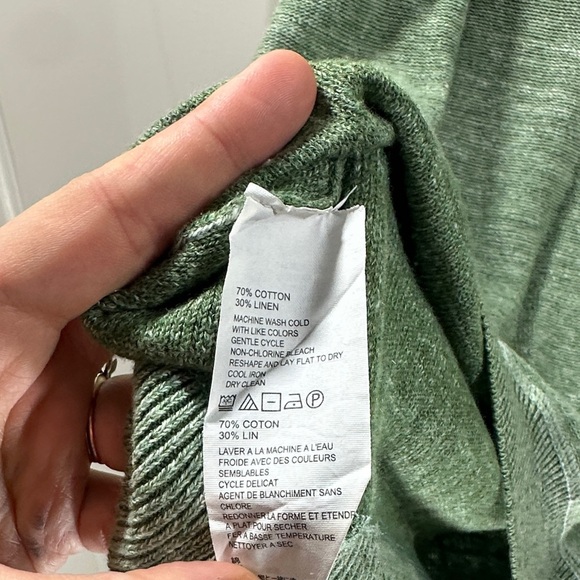 70% COTTON
30% LINEN
MACHINE WASH COLD
WITH LIKE COLORS
GENTLE CYCLE
NON-CHLORINE BLEACH
RESHAPE AND LAY FLAT TO DRY
COOL IRON
DRY CLEAN
P
70% COTON
30% LIN
LAVER A LA MACHINE A L'EAU
FROIDE AVEC DES COULEURS
SEMBLABLES
CYCLE DELICAT
AGENT DE BLANCHIMENT SANS
CHLORE
REDONNER LA FORME ET ETENDR
A PLAT POUR SECHER
FER A BASSE TEMPERATURE
NETTOYER A SEC